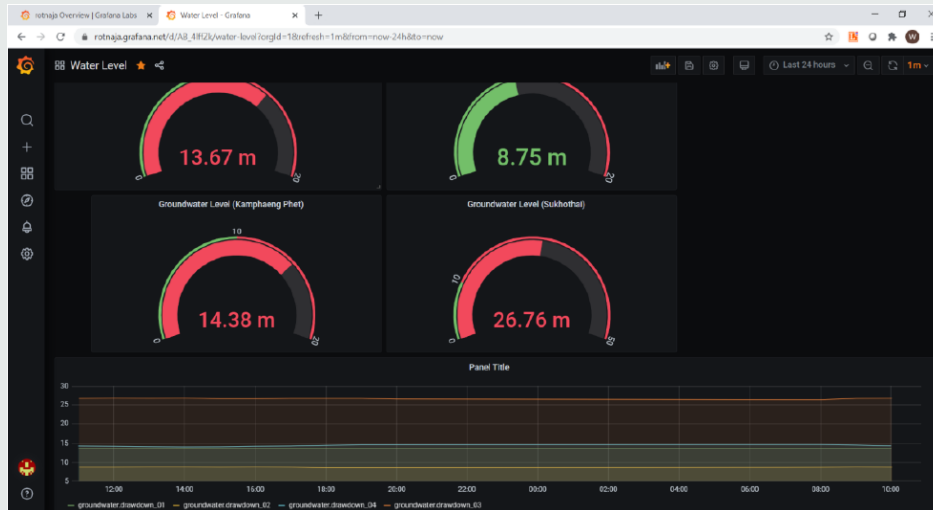 rotnaja Overview | Grafana Labs
Water Level - Grafana
rotnaja.grafana.net/d/
/water-level?orgId=1&refresh=1m&from=now-24h&to=now
W
Water Level
Last 24 hours
1m
13.67 m
0
20
8.75 m
0
20
Groundwater Level (Kamphaeng Phet)
10
14.38 m
0
20
Groundwater Level (Sukhothai)
10
26.76 m
0
50
Panel Title
30
25
20
15
10
5
12:00 14:00 16:00 18:00 20:00 22:00 00:00 02:00 04:00 06:00 08:00 10:00
groundwater.drawdown_01 groundwater.drawdown_02 groundwater.drawdown_04 groundwater.drawdown_03